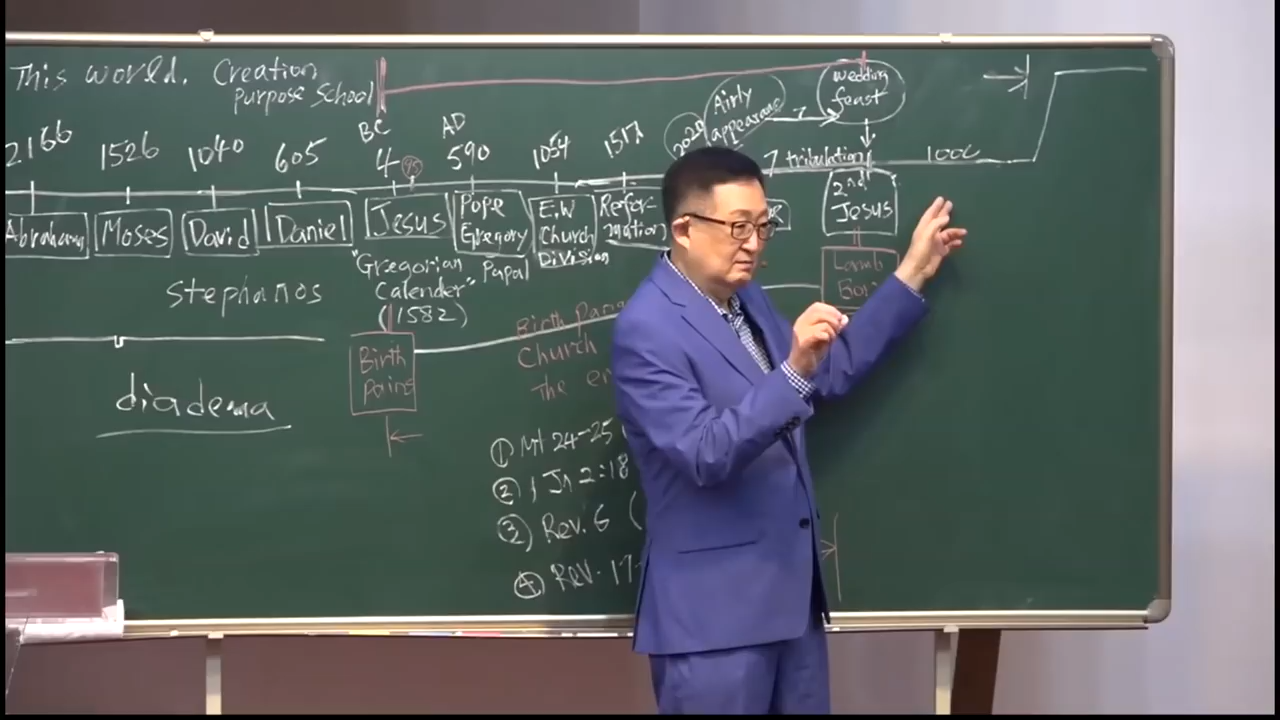 This world. Creation
purpose School
BC
AD
2166 1526 1040 605 4 95 590 1054 1517
Airly
appearance
7
wedding
feast
7 tribulation
Abraham Moses David Daniel Jesus
Pope
Gregory
Papal
E.W
Church
Division
Refor-
mation
2nd
Jesus
Lamb
"Gregorian
Calender"
(1582)
stephanos
diadema
Birth
pains
Birth
Church
The
① Mt 24-25
② 1 Jn 2:18
③ Rev. 6 (
④ Rev. 17-